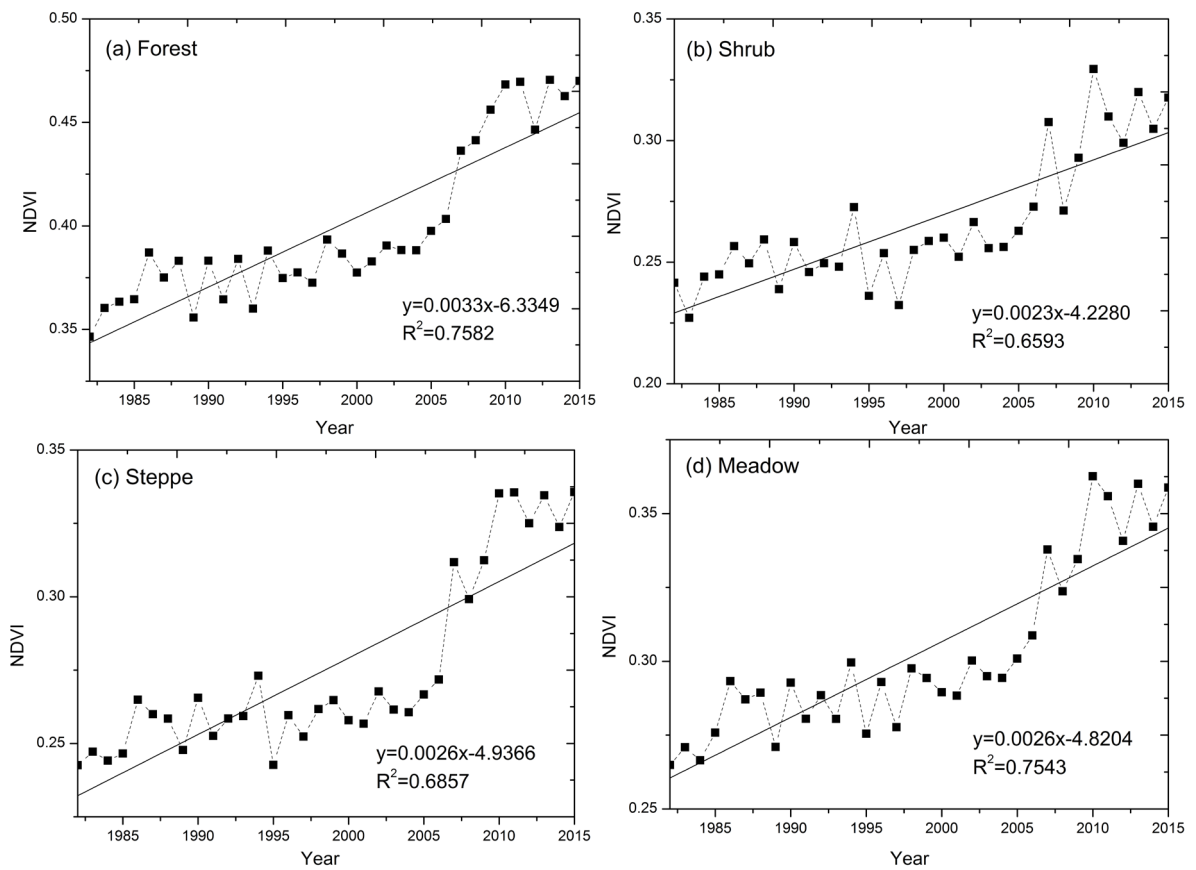 (a) Forest
0.50
0.45
0.40
0.35
NDVI
y=0.0033x-6.3349
R²=0.7582
1985 1990 1995 2000 2005 2010 2015
Year
(b) Shrub
0.35
0.30
0.25
0.20
NDVI
y=0.0023x-4.2280
R²=0.6593
1985 1990 1995 2000 2005 2010 2015
Year
(c) Steppe
0.35
0.30
0.25
NDVI
y=0.0026x-4.9366
R²=0.6857
1985 1990 1995 2000 2005 2010 2015
Year
(d) Meadow
0.35
0.30
0.25
NDVI
y=0.0026x-4.8204
R²=0.7543
1985 1990 1995 2000 2005 2010 2015
Year